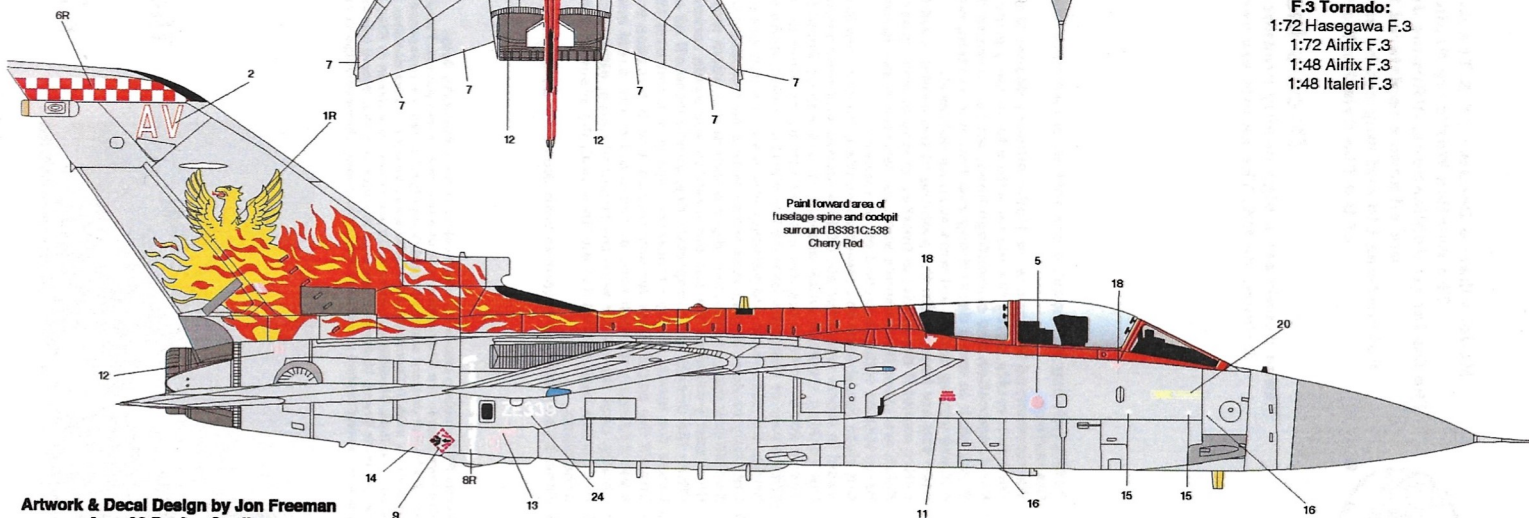 F.3 Tornado:
1:72 Hasegawa F.3
1:72 Airfix F.3
1:48 Airfix F.3
1:48 Italeri F.3
6R
2
7
7
7
7
7
7
12
12
1R
AV
Paint forward area of
fuselage spine and cockpit
surround BS381C:538
Cherry Red
18
5
18
20
12
ZE339
14
8R
13
24
9
11
16
15
15
16
Artwork & Decal Design by Jon Freeman